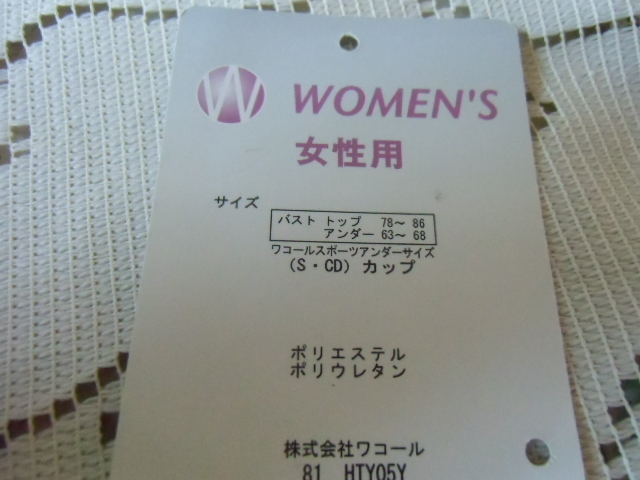 W WOMEN'S
女性用
サイズ
バスト トップ 78〜 86
アンダー 63〜 68
ワコールスポーツアンダーサイズ
(S・CD) カップ
ポリエステル
ポリウレタン
株式会社ワコール
81 HTY05Y